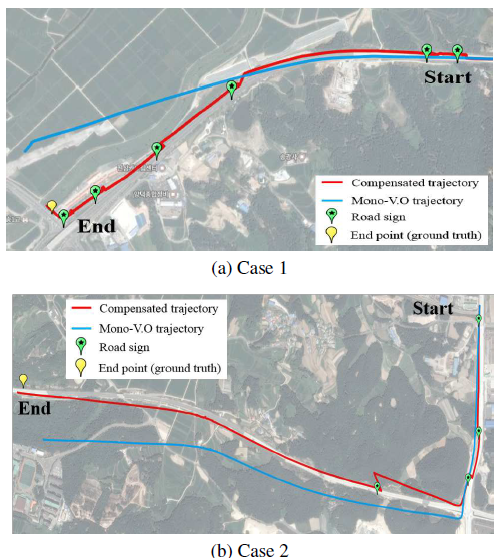 Start
End
Compensated trajectory
Mono-V.O trajectory
Road sign
End point (ground truth)
(a) Case 1
Compensated trajectory
Mono-V.O trajectory
Road sign
End point (ground truth)
Start
End
(b) Case 2